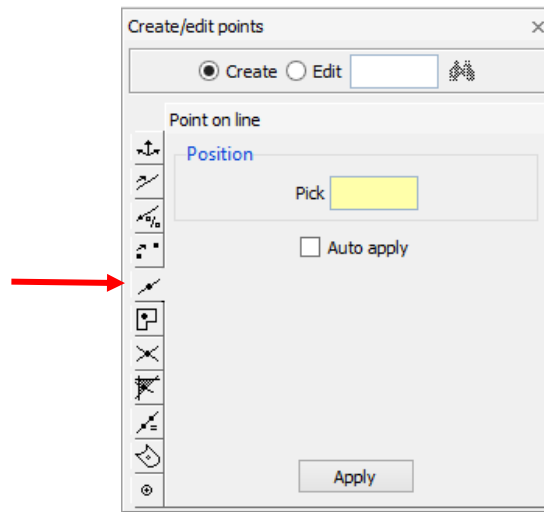 Create/edit points
Create Edit
Point on line
Position
Pick
Auto apply
Apply